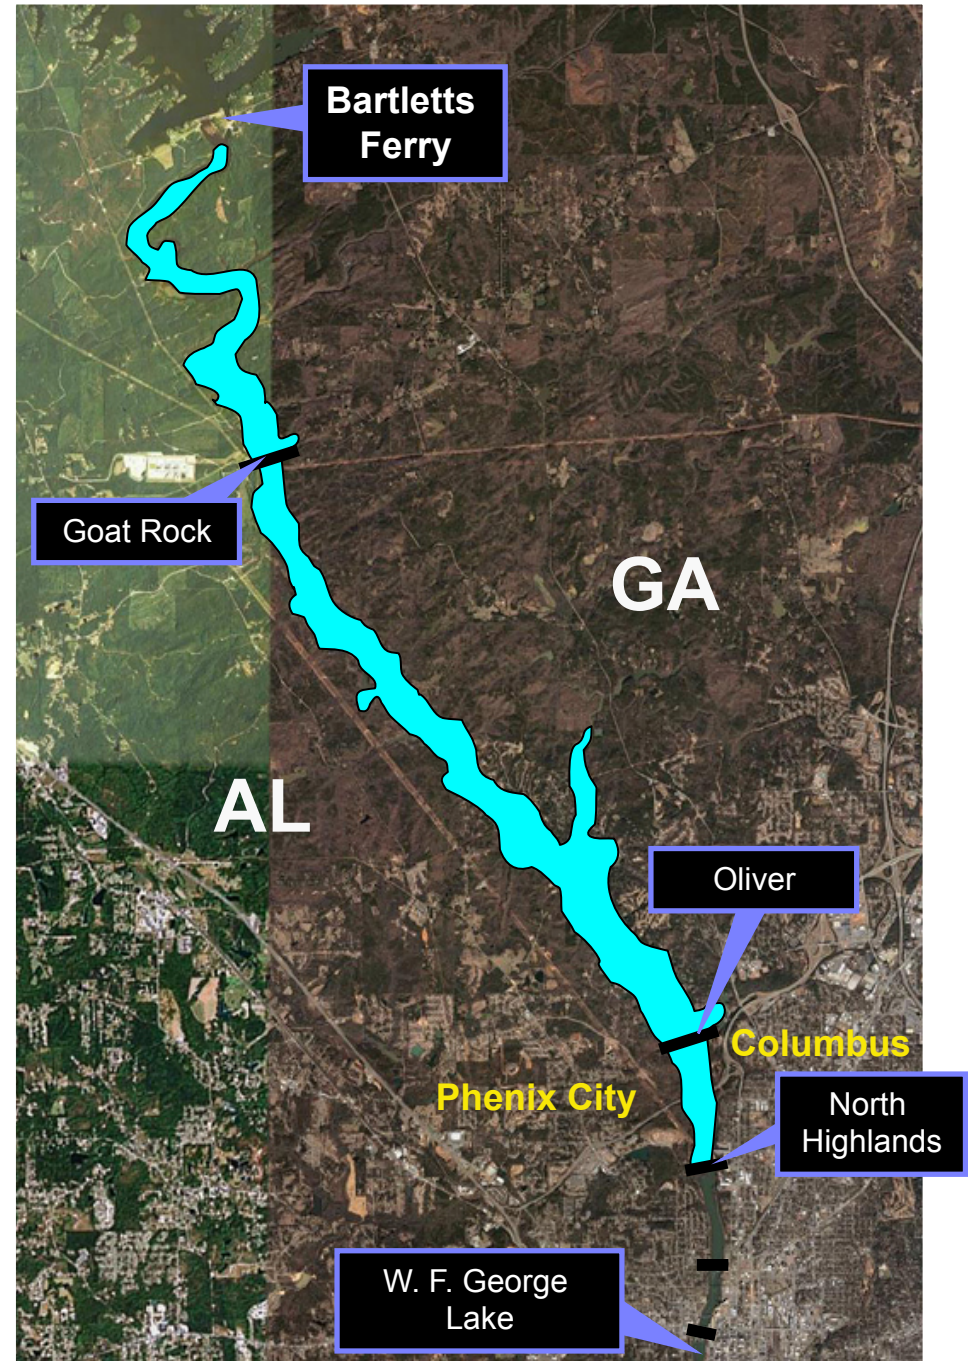 Bartletts
Ferry
Goat Rock
GA
AL
Oliver
Columbus
Phenix City
North
Highlands
W. F. George
Lake